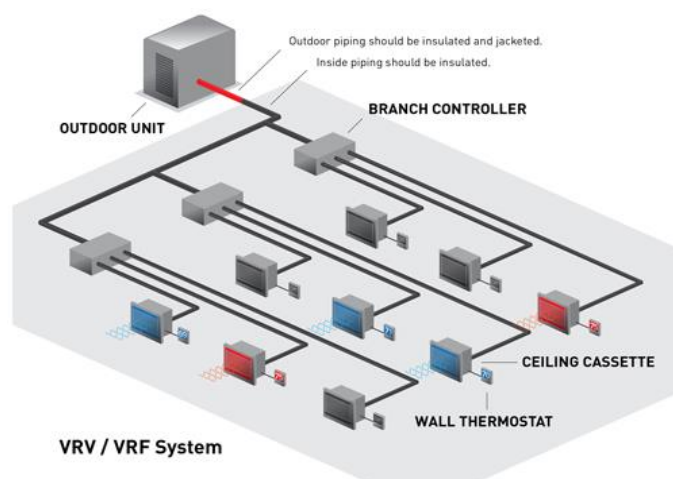 Outdoor piping should be insulated and jacketed.
Inside piping should be insulated.
OUTDOOR UNIT
BRANCH CONTROLLER
CEILING CASSETTE
WALL THERMOSTAT
VRV / VRF System